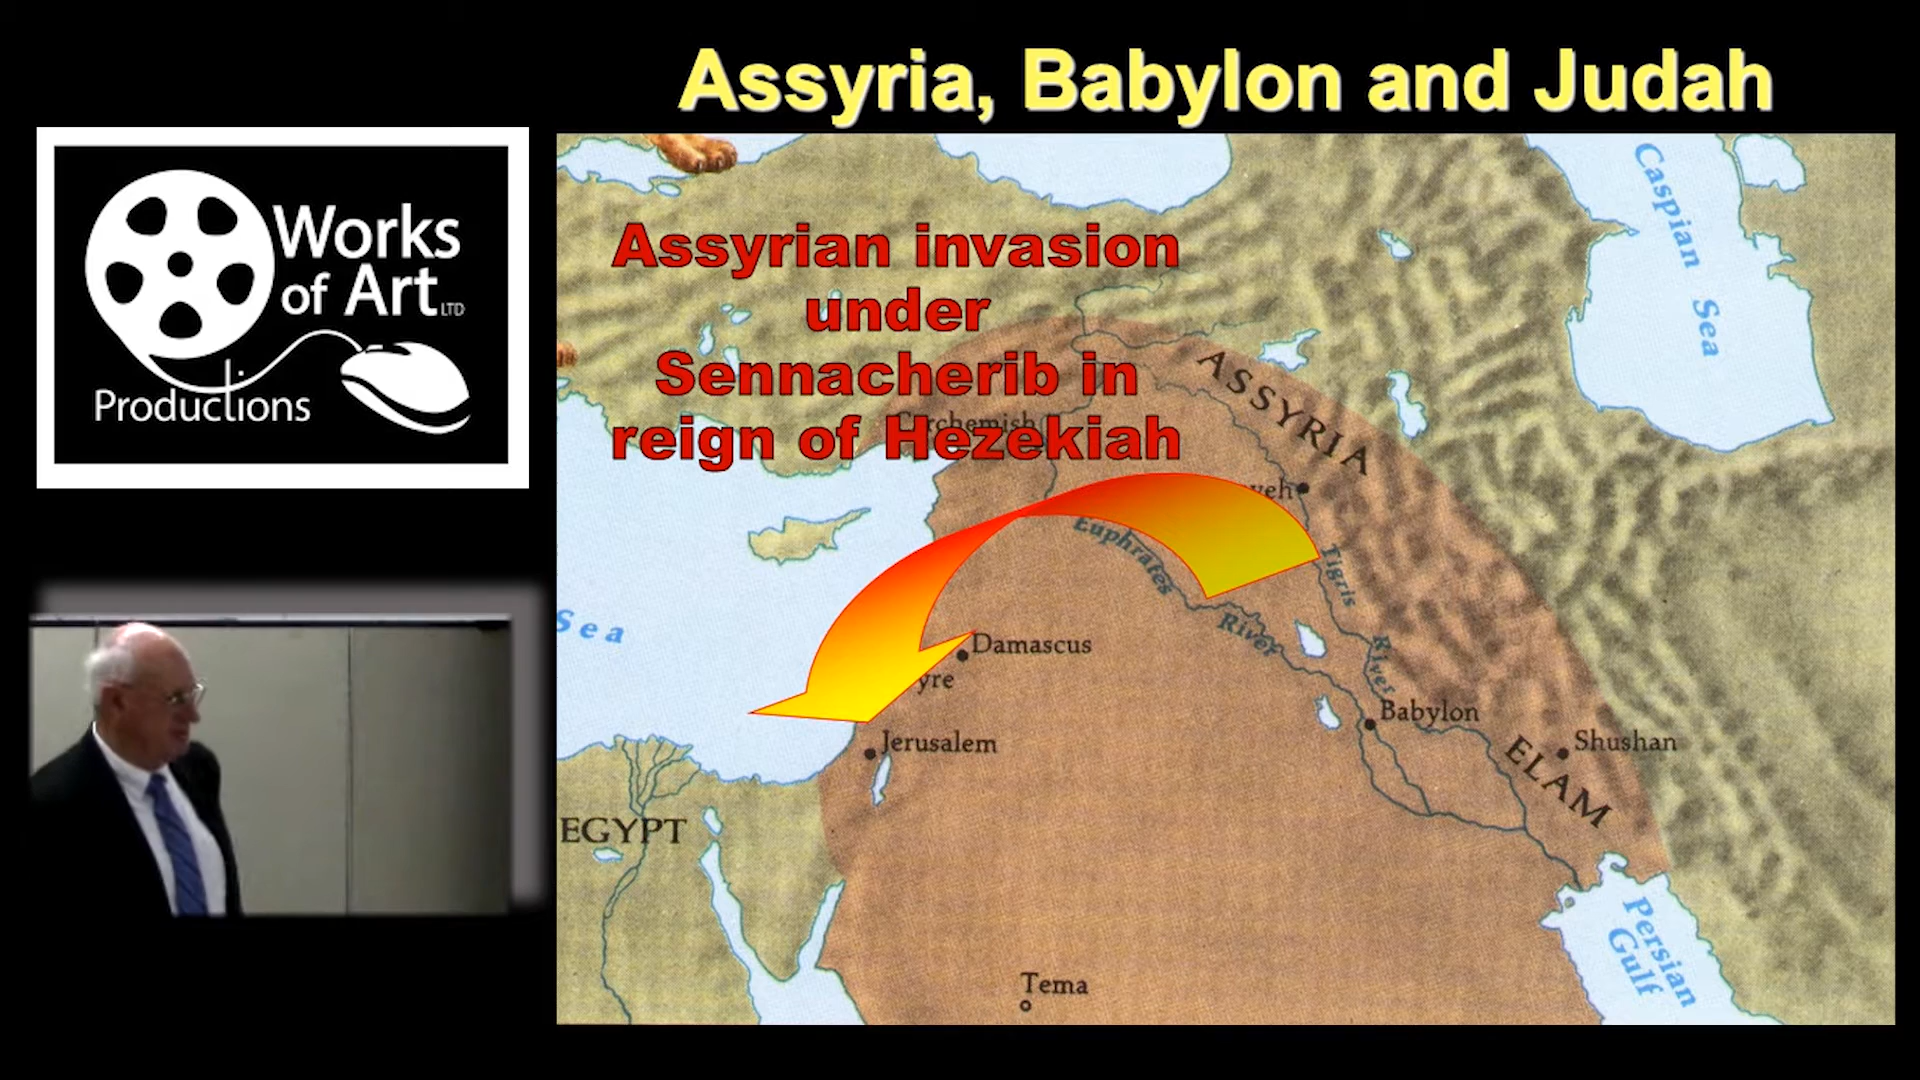 Assyria, Babylon and Judah
Works
of Art LTD
Productions
Assyrian invasion
under
Sennacherib in
reign of Hezekiah
Caspian Sea
ASSYRIA
Euphrates
River
Tigris
River
Sea
Damascus
yre
Jerusalem
Babylon
Shushan
ELAM
EGYPT
Persian
Gulf
Tema